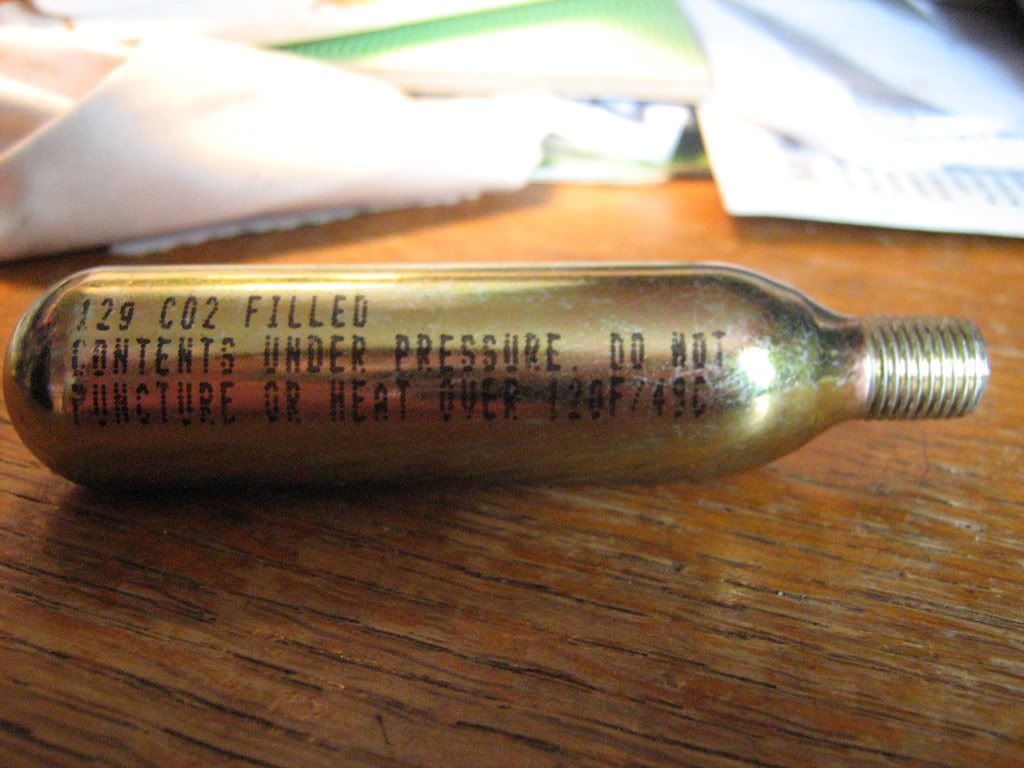 12g CO2 FILLED
CONTENTS UNDER PRESSURE. DO NOT
PUNCTURE OR HEAT OVER 120F/49C